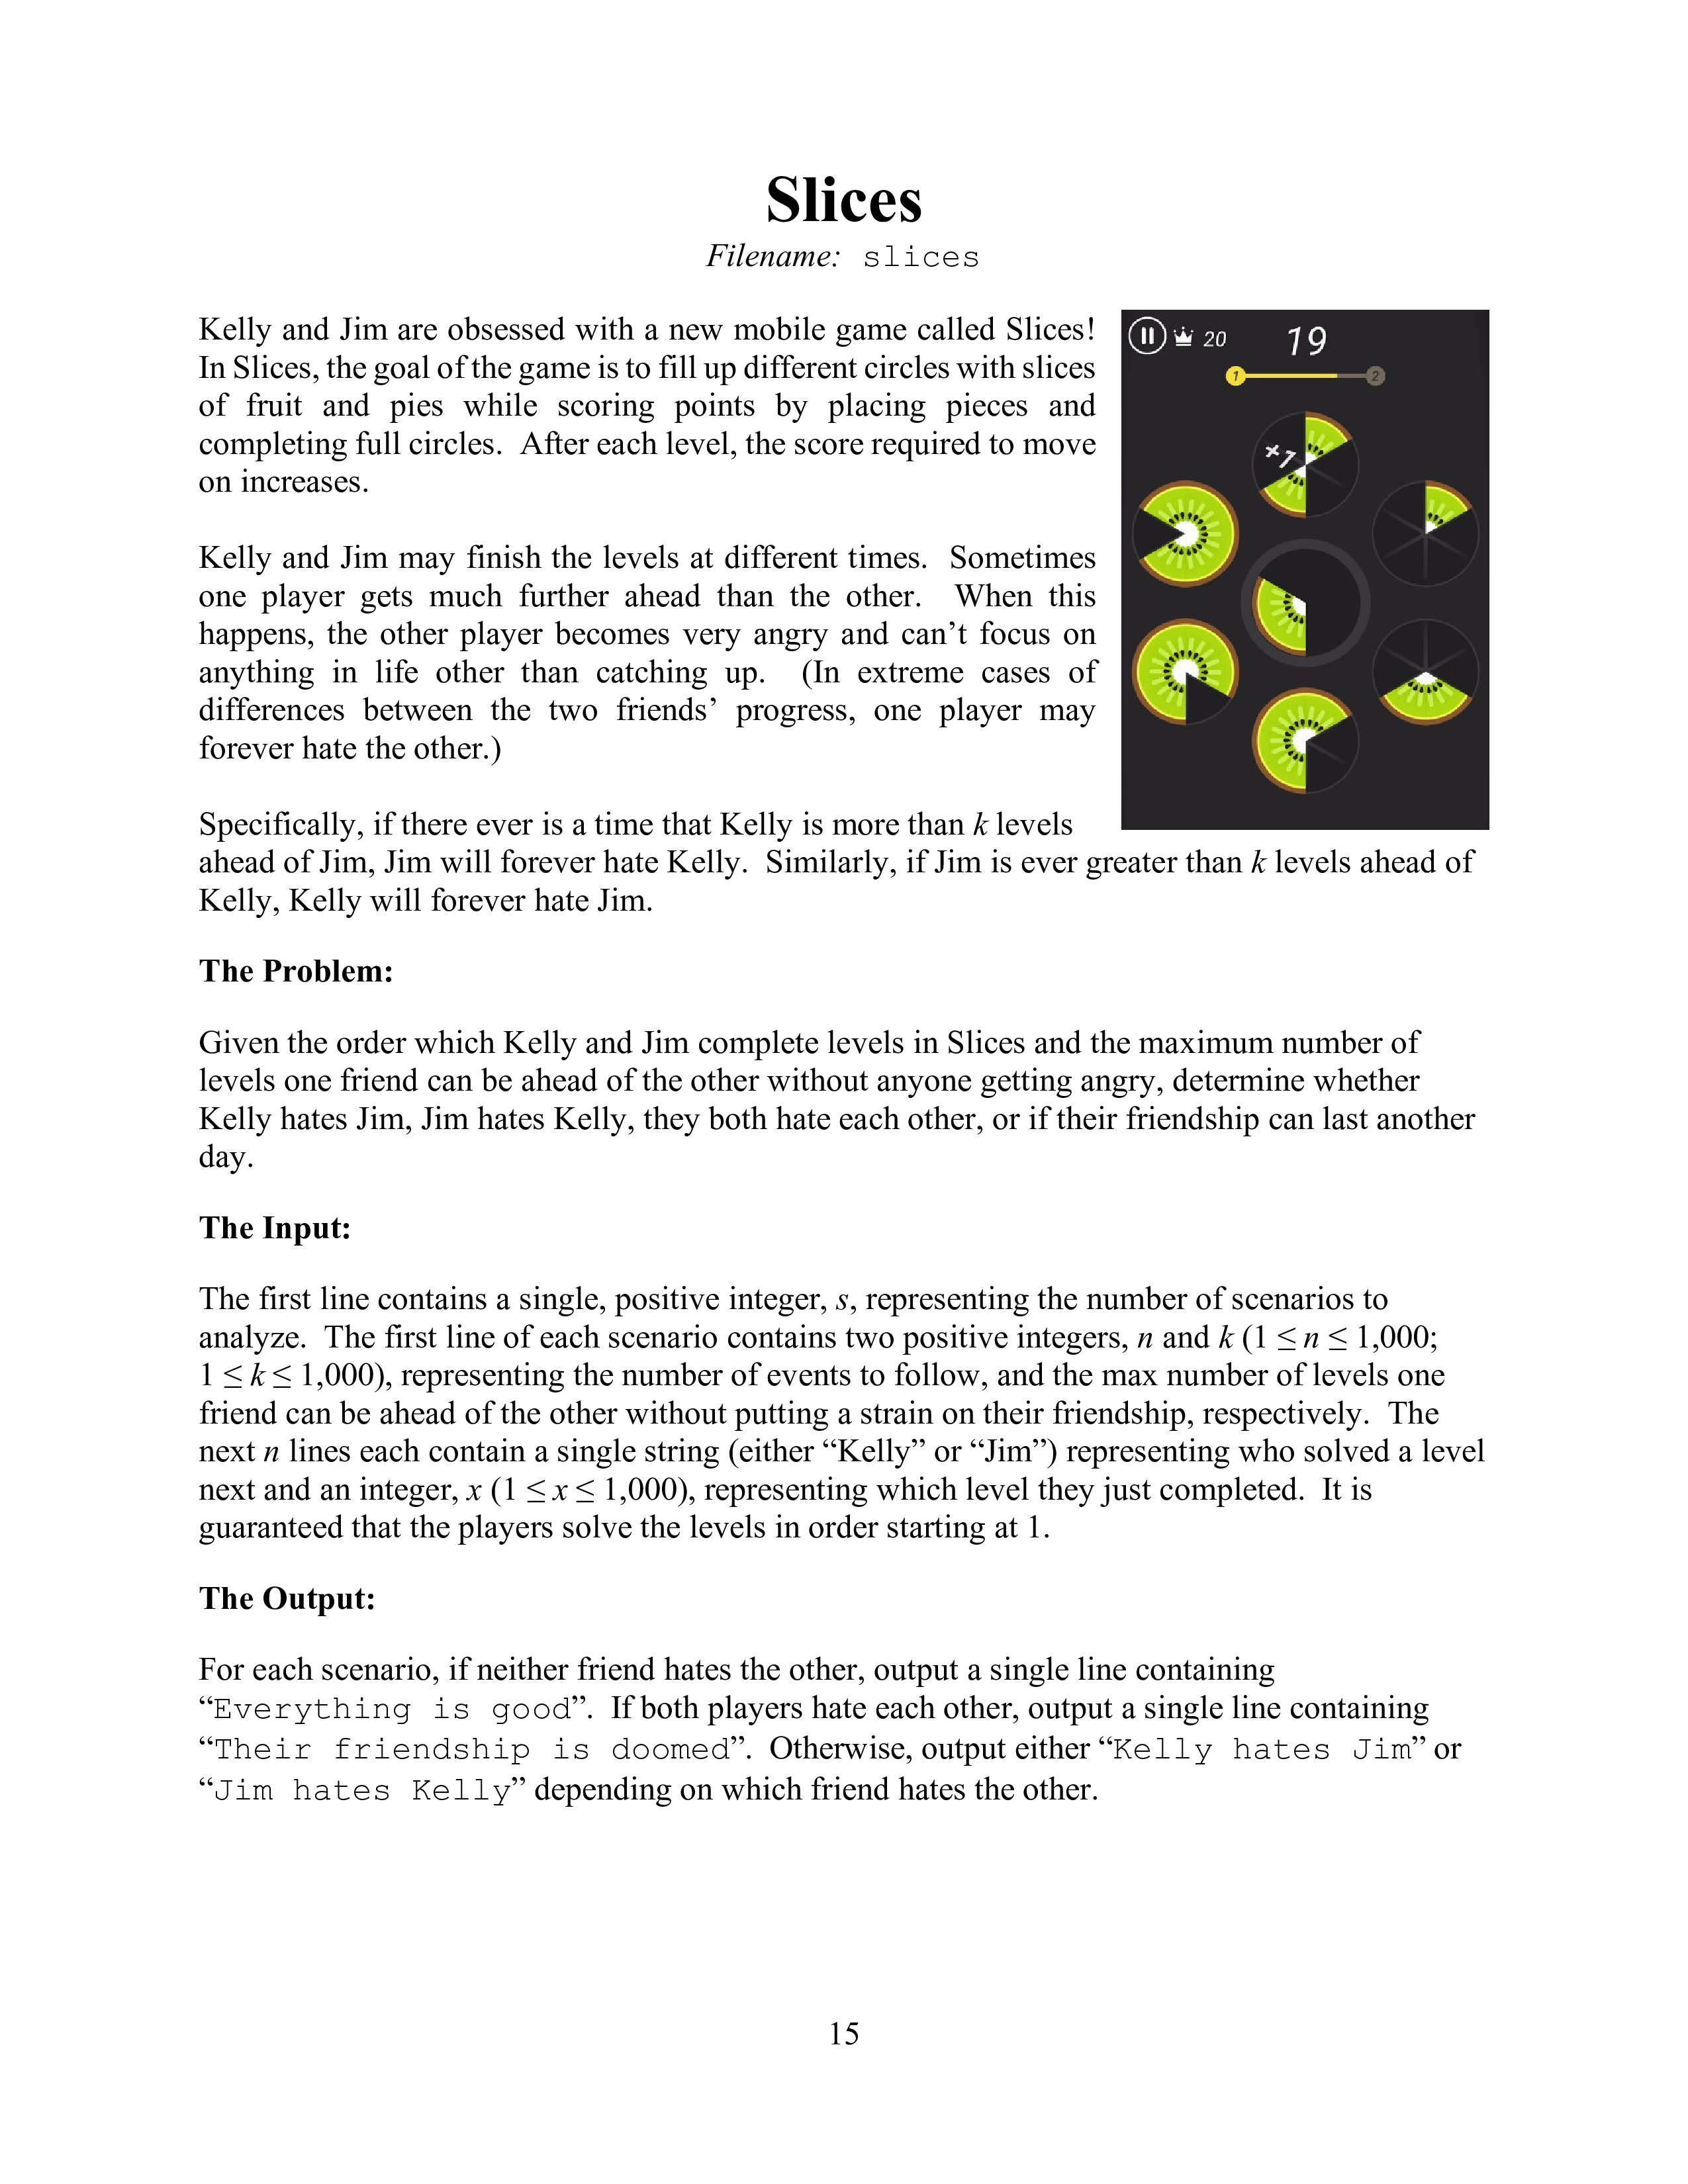 Slices
Filename: slices
Kelly and Jim are obsessed with a new mobile game called Slices!
In Slices, the goal of the game is to fill up different circles with slices
of fruit and pies while scoring points by placing pieces and
completing full circles. After each level, the score required to move
on increases.
20
19
1
2
+1
Kelly and Jim may finish the levels at different times. Sometimes
one player gets much further ahead than the other. When this
happens, the other player becomes very angry and can’t focus on
anything in life other than catching up. (In extreme cases of
differences between the two friends’ progress, one player may
forever hate the other.)
Specifically, if there ever is a time that Kelly is more than k levels
ahead of Jim, Jim will forever hate Kelly. Similarly, if Jim is ever greater than k levels ahead of
Kelly, Kelly will forever hate Jim.
The Problem:
Given the order which Kelly and Jim complete levels in Slices and the maximum number of
levels one friend can be ahead of the other without anyone getting angry, determine whether
Kelly hates Jim, Jim hates Kelly, they both hate each other, or if their friendship can last another
day.
The Input:
The first line contains a single, positive integer, s, representing the number of scenarios to
analyze. The first line of each scenario contains two positive integers, n and k (1 ≤ n ≤ 1,000;
1 ≤ k ≤ 1,000), representing the number of events to follow, and the max number of levels one
friend can be ahead of the other without putting a strain on their friendship, respectively. The
next n lines each contain a single string (either “Kelly” or “Jim”) representing who solved a level
next and an integer, x (1 ≤ x ≤ 1,000), representing which level they just completed. It is
guaranteed that the players solve the levels in order starting at 1.
The Output:
For each scenario, if neither friend hates the other, output a single line containing
“Everything is good”. If both players hate each other, output a single line containing
“Their friendship is doomed”. Otherwise, output either “Kelly hates Jim” or
“Jim hates Kelly” depending on which friend hates the other.
15